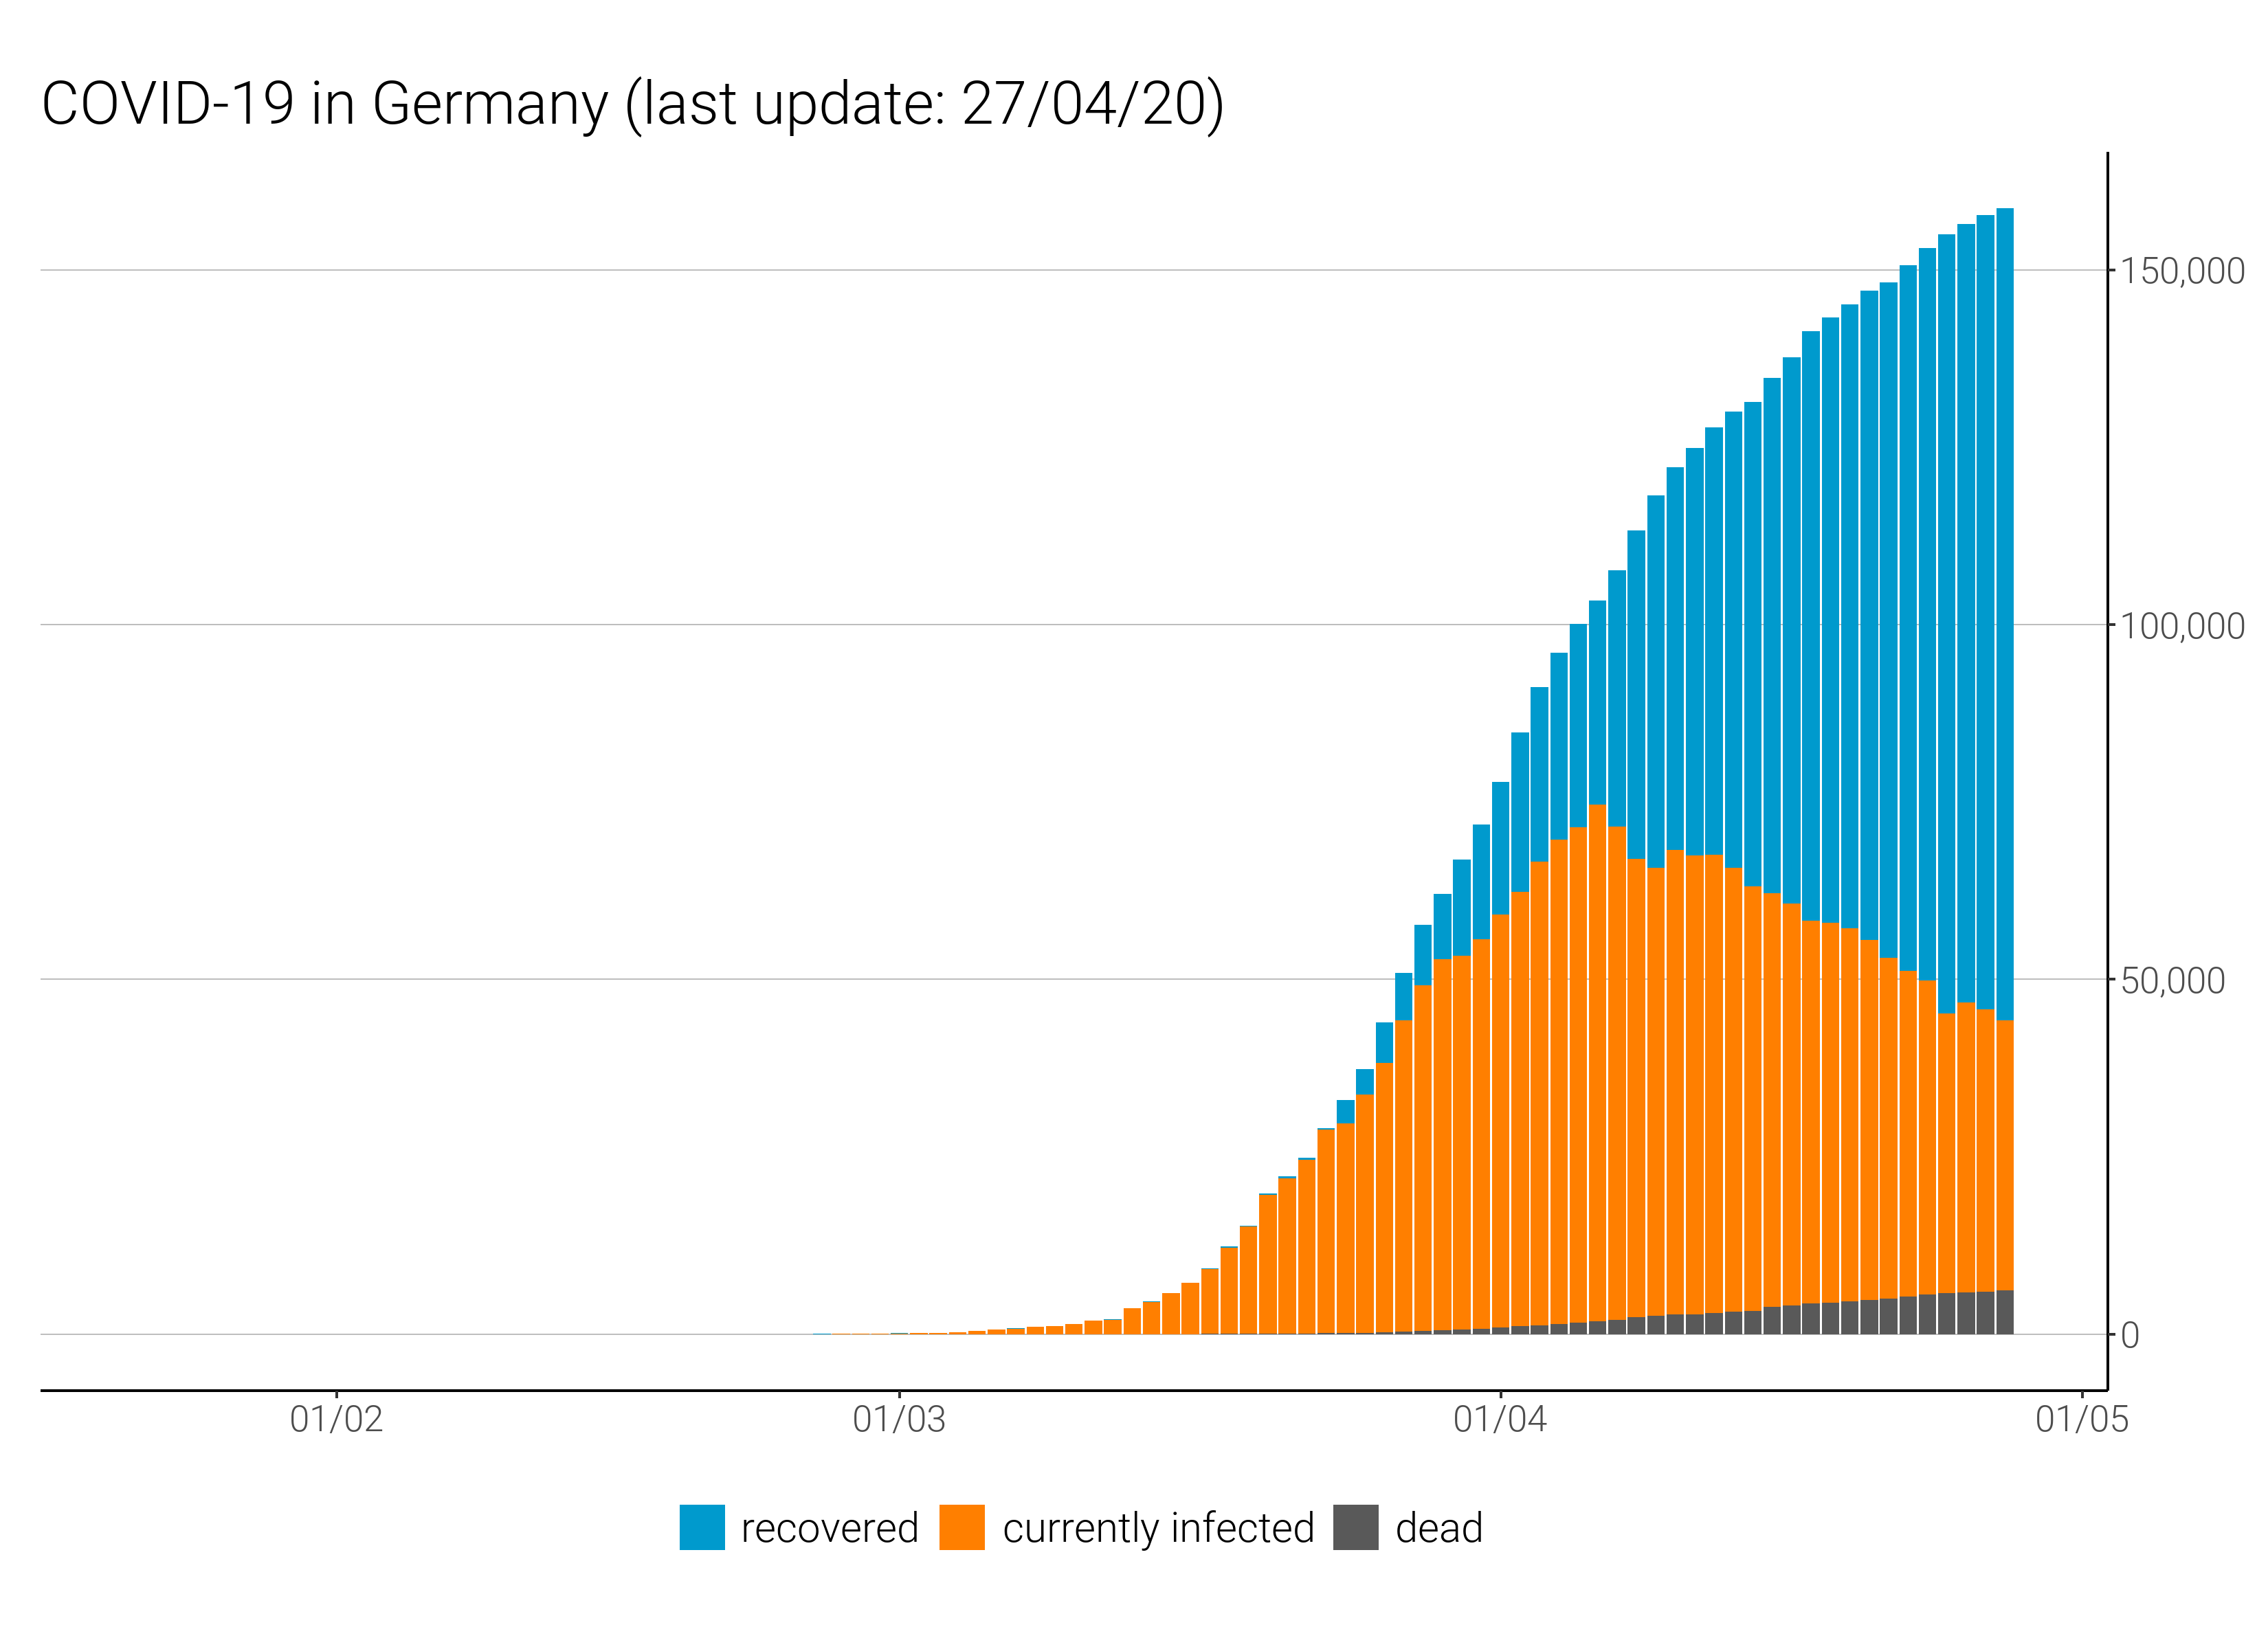 COVID-19 in Germany (last update: 27/04/20)
150,000
100,000
50,000
0
01/02 01/03 01/04 01/05
recovered currently infected dead